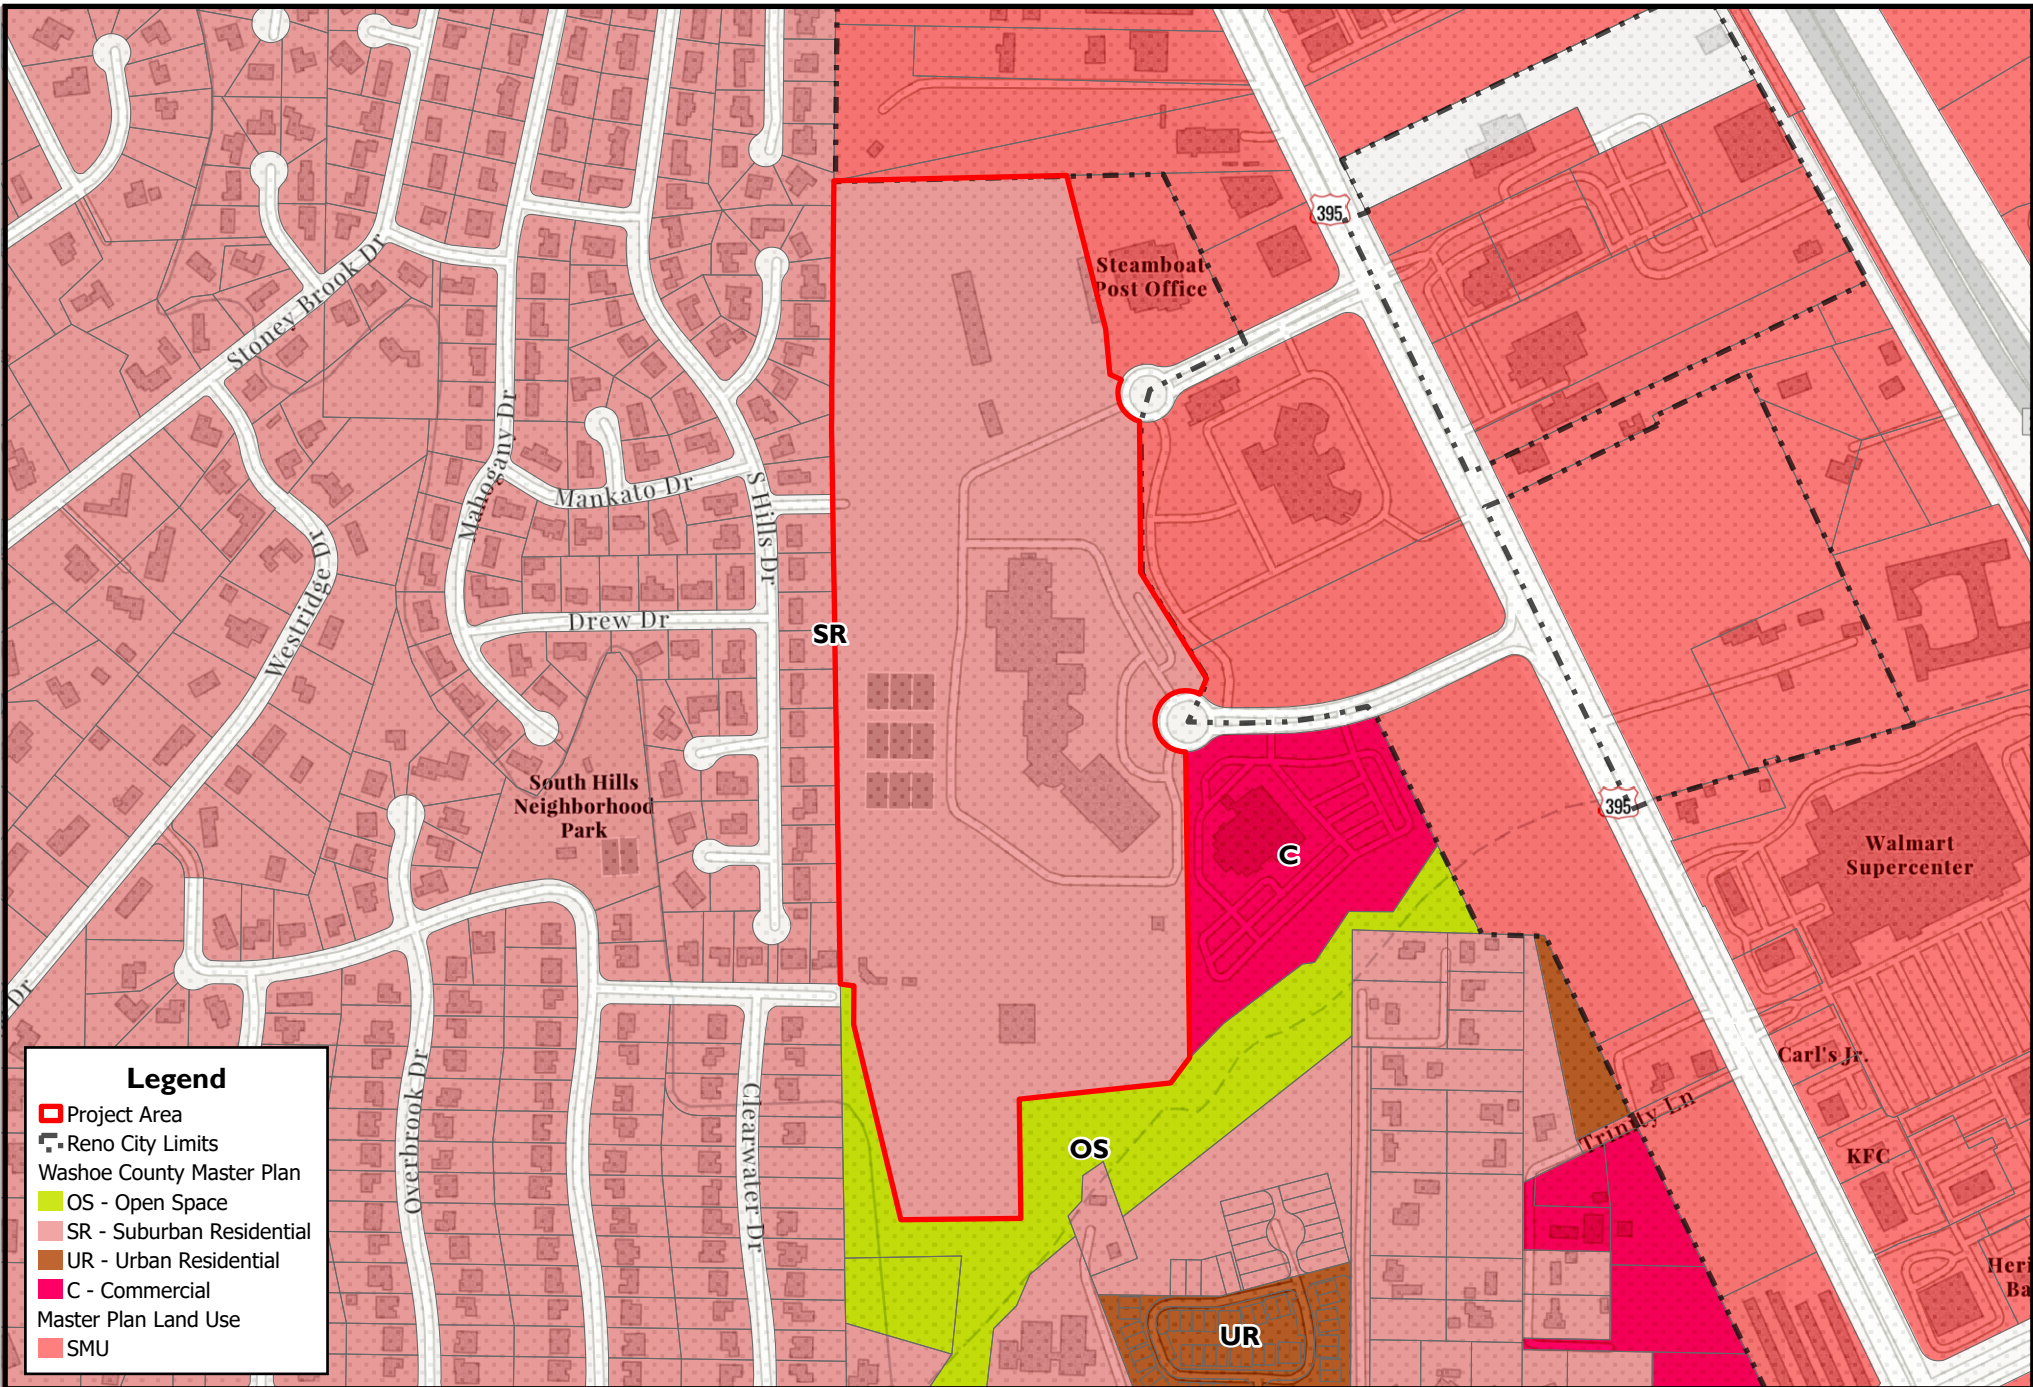 395
Steamboat
Post Office
Stoney Brook Dr
Mahogany Dr
Mankato Dr
S Hills Dr
Westridge Dr
Drew Dr
SR
South Hills
Neighborhood
Park
395
Walmart
Supercenter
C
Dr
Carl's Jr.
Trinity Ln
KFC
OS
Overbrook Dr
Clearwater Dr
UR
Heri
Ba
Legend
Project Area
Reno City Limits
Washoe County Master Plan
OS - Open Space
SR - Suburban Residential
UR - Urban Residential
C - Commercial
Master Plan Land Use
SMU